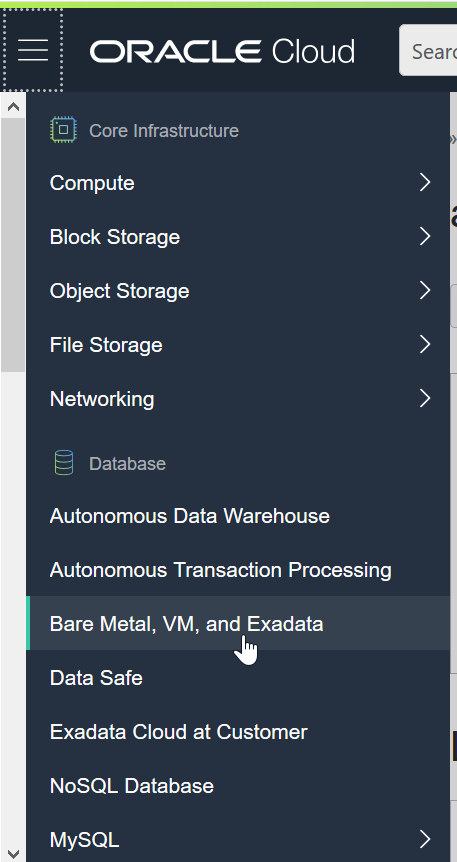 ORACLE Cloud
Searc
Core Infrastructure
Compute
Block Storage
Object Storage
File Storage
Networking
Database
Autonomous Data Warehouse
Autonomous Transaction Processing
Bare Metal, VM, and Exadata
Data Safe
Exadata Cloud at Customer
NoSQL Database
MySQL